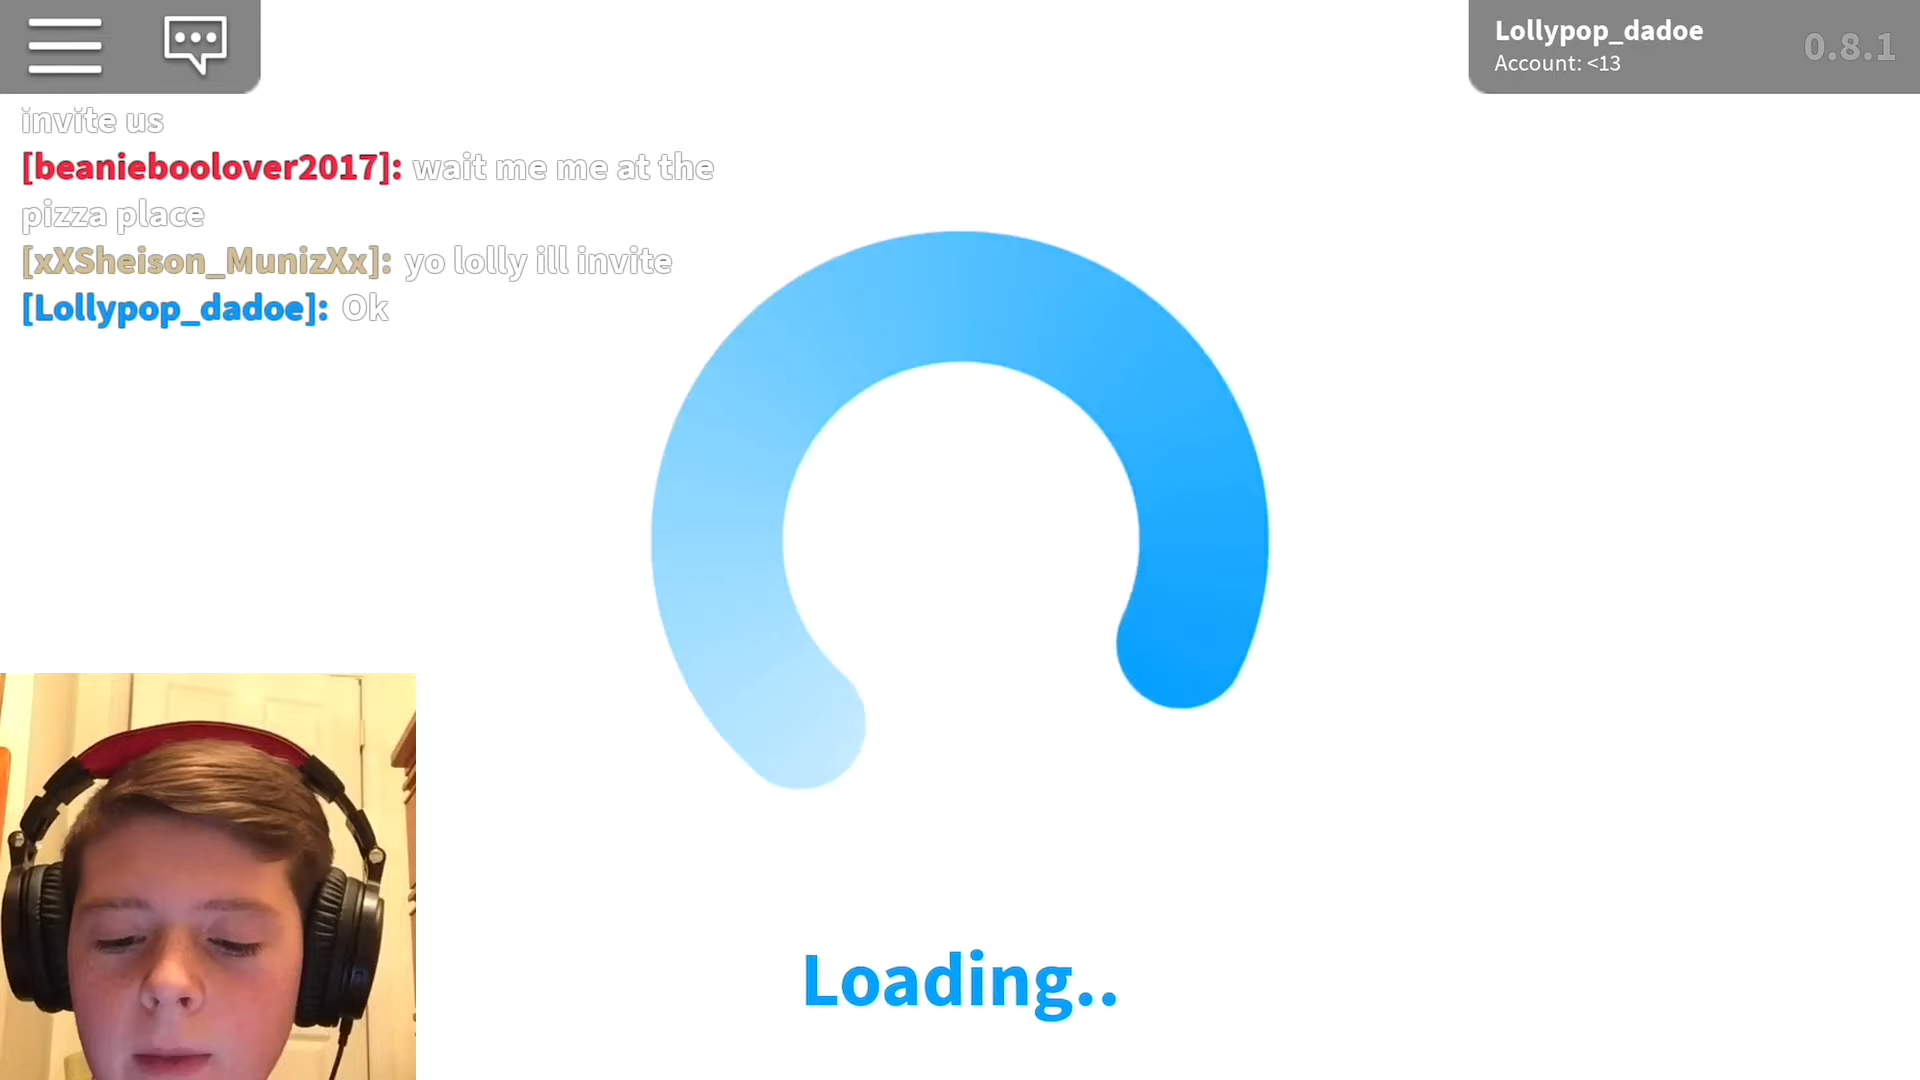 Lollypop_dadoe
Account: <13
0.8.1
invite us
[beanieboolover2017]: wait me me at the
pizza place
[xXSheison_MunizXx]: yo lolly ill invite
[Lollypop_dadoe]: Ok
Loading..